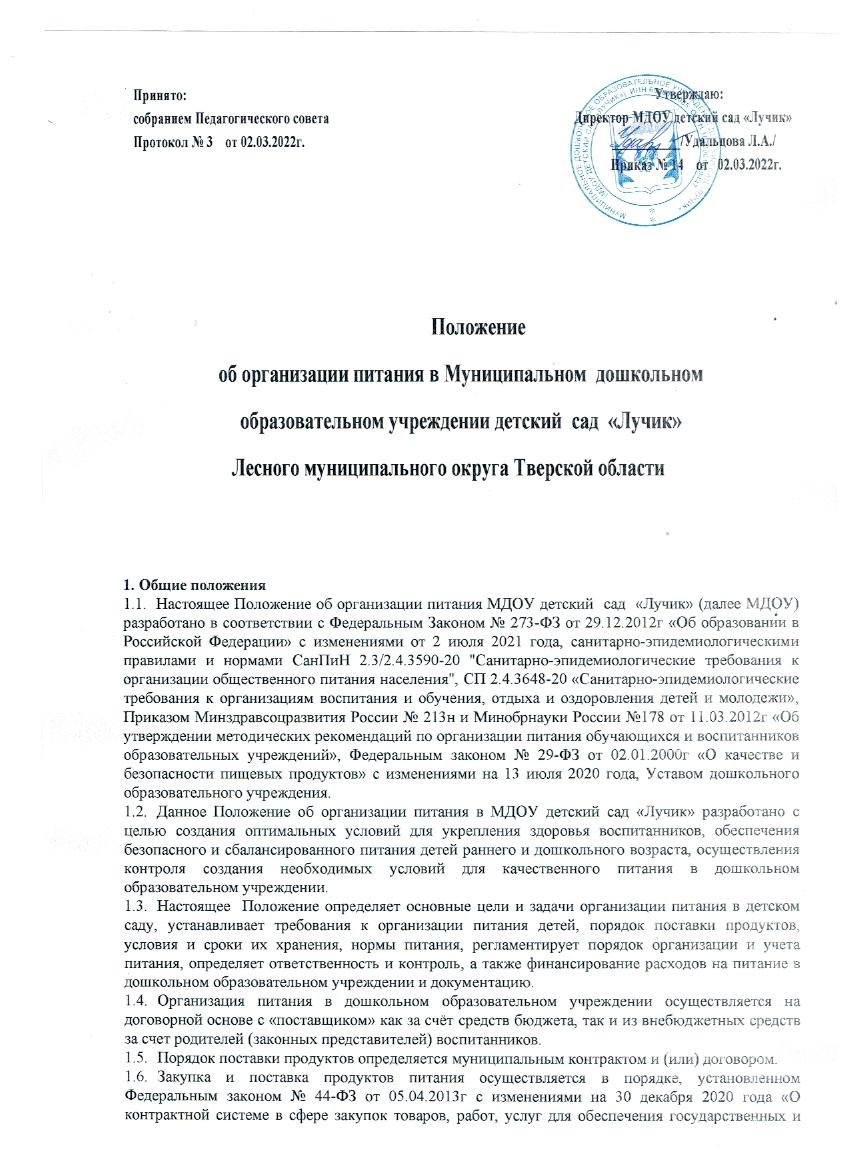 Принято:
собранием Педагогического совета
Протокол № 3 от 02.03.2022г.
Утверждаю:
Директор МДОУ детский сад «Лучик»
/Удальцова Л.А./
Приказ № 14 от 02.03.2022г.
Положение
об организации питания в Муниципальном дошкольном
образовательном учреждении детский сад «Лучик»
Лесного муниципального округа Тверской области
1. Общие положения
1.1. Настоящее Положение об организации питания МДОУ детский сад «Лучик» (далее МДОУ)
разработано в соответствии с Федеральным Законом № 273-ФЗ от 29.12.2012г «Об образовании в
Российской Федерации» с изменениями от 2 июля 2021 года, санитарно-эпидемиологическими
правилами и нормами СанПиН 2.3/2.4.3590-20 "Санитарно-эпидемиологические требования к
организации общественного питания населения", СП 2.4.3648-20 «Санитарно-эпидемиологические
требования к организациям воспитания и обучения, отдыха и оздоровления детей и молодежи»,
Приказом Минздравсоцразвития России № 213н и Минобрнауки России №178 от 11.03.2012г «Об
утверждении методических рекомендаций по организации питания обучающихся и воспитанников
образовательных учреждений», Федеральным законом № 29-ФЗ от 02.01.2000г «О качестве и
безопасности пищевых продуктов» с изменениями на 13 июля 2020 года, Уставом дошкольного
образовательного учреждения.
1.2. Данное Положение об организации питания в МДОУ детский сад «Лучик» разработано с
целью создания оптимальных условий для укрепления здоровья воспитанников, обеспечения
безопасного и сбалансированного питания детей раннего и дошкольного возраста, осуществления
контроля создания необходимых условий для качественного питания в дошкольном
образовательном учреждении.
1.3. Настоящее Положение определяет основные цели и задачи организации питания в детском
саду, устанавливает требования к организации питания детей, порядок поставки продуктов,
условия и сроки их хранения, нормы питания, регламентирует порядок организации и учета
питания, определяет ответственность и контроль, а также финансирование расходов на питание в
дошкольном образовательном учреждении и документацию.
1.4. Организация питания в дошкольном образовательном учреждении осуществляется на
договорной основе с «поставщиком» как за счёт средств бюджета, так и из внебюджетных средств
за счет родителей (законных представителей) воспитанников.
1.5. Порядок поставки продуктов определяется муниципальным контрактом и (или) договором.
1.6. Закупка и поставка продуктов питания осуществляется в порядке, установленном
Федеральным законом № 44-ФЗ от 05.04.2013г с изменениями на 30 декабря 2020 года «О
контрактной системе в сфере закупок товаров, работ, услуг для обеспечения государственных и